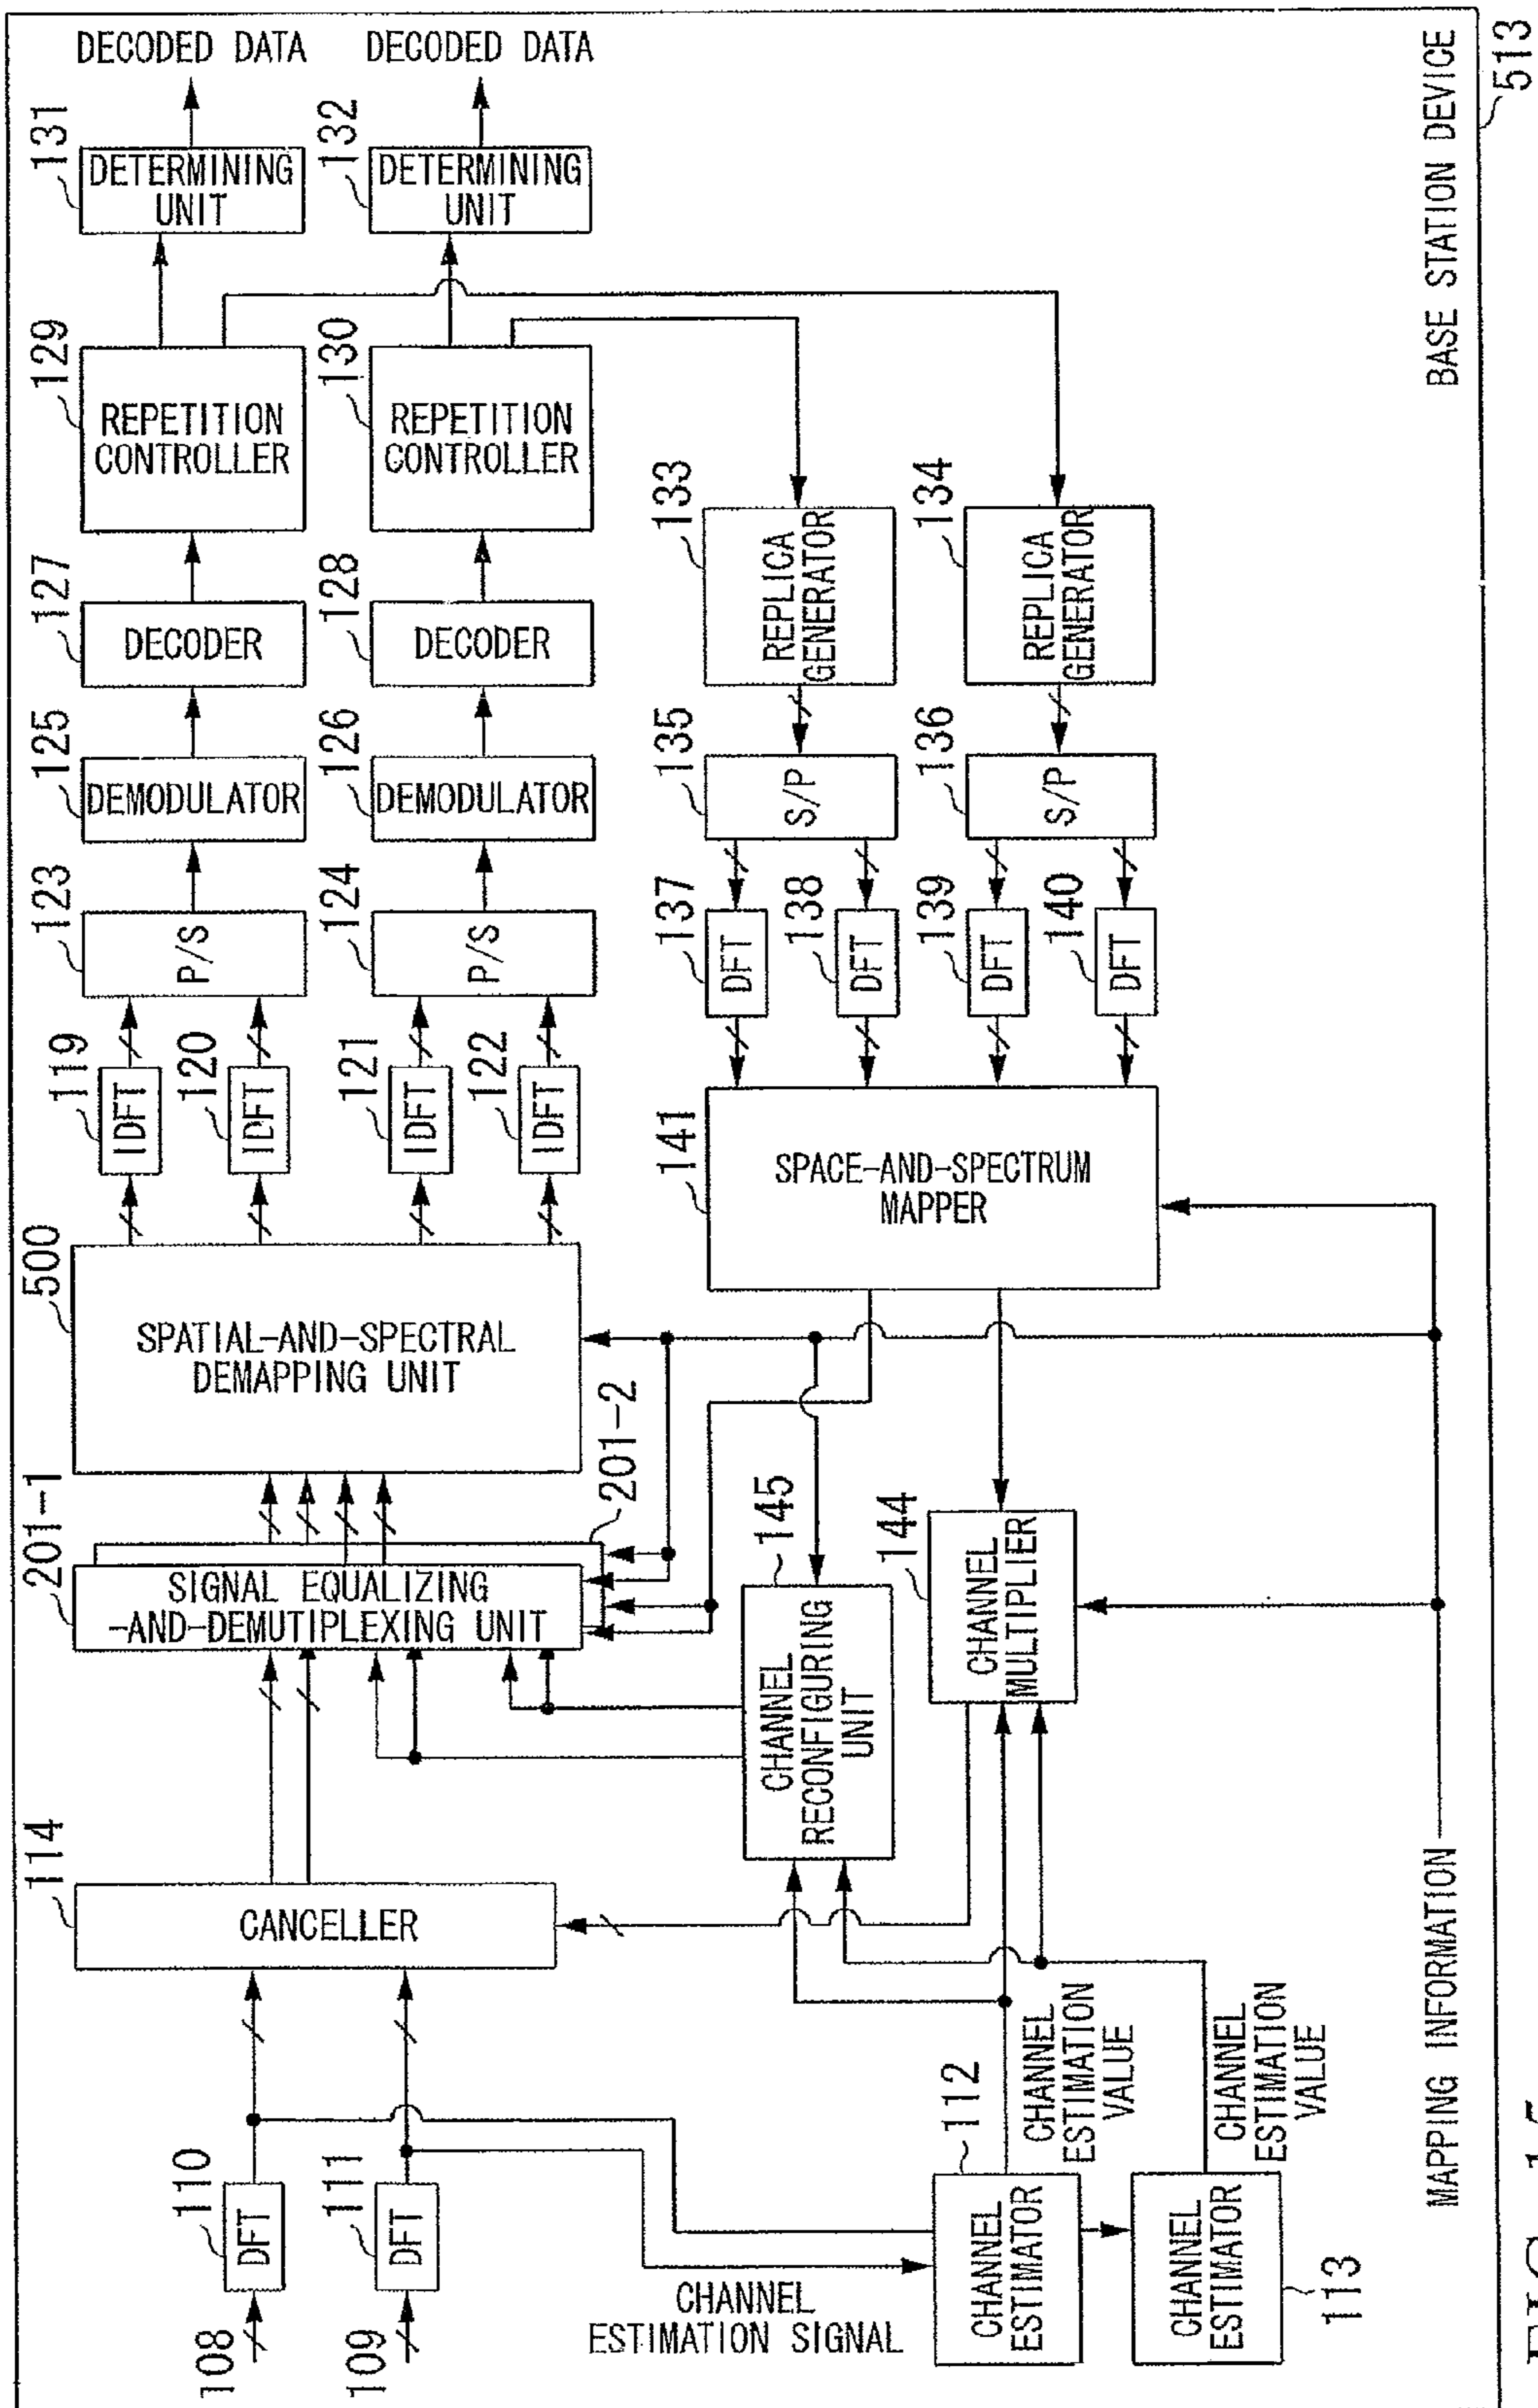 108
109
110
DFT
111
DFT
CHANNEL
ESTIMATION SIGNAL
112
CHANNEL
ESTIMATOR
CHANNEL
ESTIMATOR
113
CHANNEL
ESTIMATION
VALUE
CHANNEL
ESTIMATION
VALUE
MAPPING INFORMATION
114
CANCELLER
201-1
SIGNAL EQUALIZING
-AND-DEMUTIPLEXING UNIT
201-2
145
CHANNEL
RECONFIGURING
UNIT
144
CHANNEL
MULTIPLIER
500
SPATIAL-AND-SPECTRAL
DEMAPPING UNIT
141
SPACE-AND-SPECTRUM
MAPPER
119
IDFT
120
IDFT
121
IDFT
122
IDFT
123
P/S
124
P/S
137
DFT
138
DFT
139
DFT
140
DFT
125
DEMODULATOR
126
DEMODULATOR
135
S/P
136
S/P
127
DECODER
128
DECODER
133
REPLICA
GENERATOR
134
REPLICA
GENERATOR
129
REPETITION
CONTROLLER
130
REPETITION
CONTROLLER
131
DETERMINING
UNIT
132
DETERMINING
UNIT
DECODED DATA
DECODED DATA
BASE STATION DEVICE
513